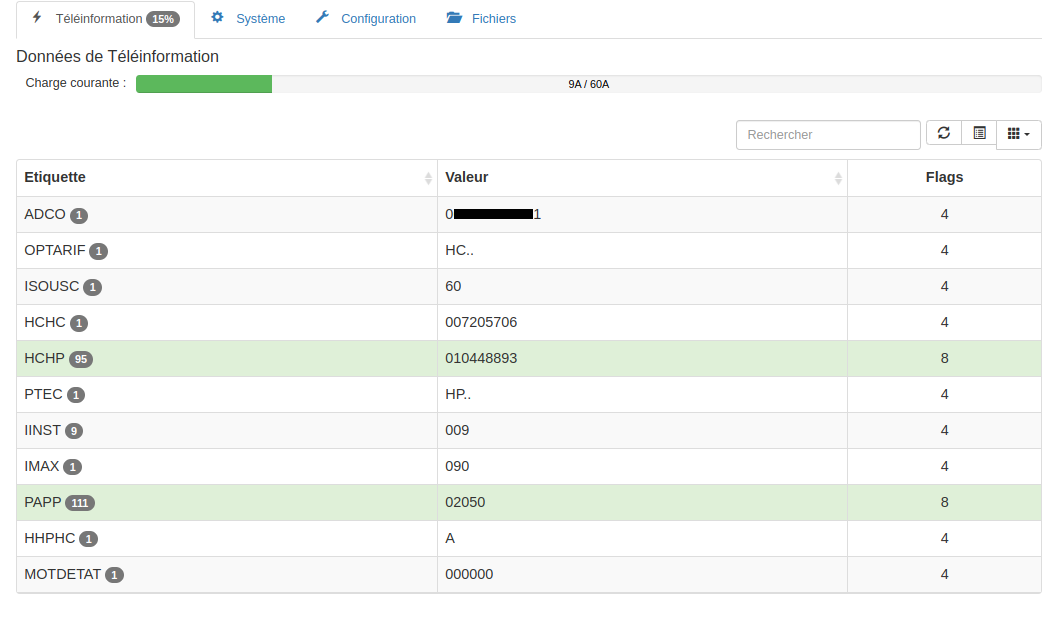 Téléinformation 15% Système Configuration Fichiers
Données de Téléinformation
Charge courante : 9A / 60A
Rechercher
Etiquette Valeur Flags
ADCO 1 0 1 4
OPTARIF 1 HC.. 4
ISOUSC 1 60 4
HCHC 1 007205706 4
HCHP 95 010448893 8
PTEC 1 HP.. 4
IINST 9 009 4
IMAX 1 090 4
PAPP 111 02050 8
HHPHC 1 A 4
MOTDETAT 1 000000 4